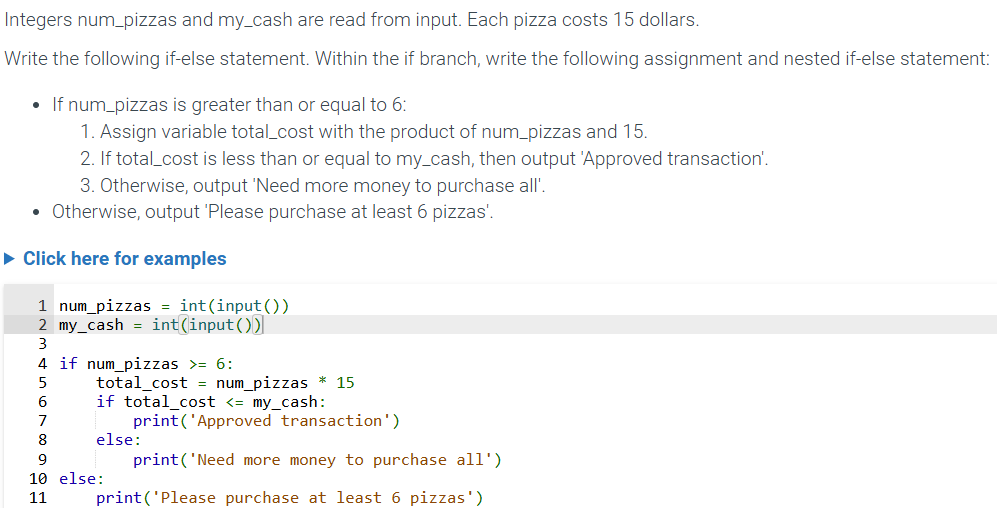 Integers num_pizzas and my_cash are read from input. Each pizza costs 15 dollars.
Write the following if-else statement. Within the if branch, write the following assignment and nested if-else statement:
• If num_pizzas is greater than or equal to 6:
1. Assign variable total_cost with the product of num_pizzas and 15.
2. If total_cost is less than or equal to my_cash, then output 'Approved transaction'.
3. Otherwise, output 'Need more money to purchase all'.
• Otherwise, output 'Please purchase at least 6 pizzas'.
▶ Click here for examples
1 num_pizzas = int(input())
2 my_cash = int(input())
3
4 if num_pizzas >= 6:
5     total_cost = num_pizzas * 15
6     if total_cost <= my_cash:
7         print('Approved transaction')
8     else:
9         print('Need more money to purchase all')
10 else:
11     print('Please purchase at least 6 pizzas')